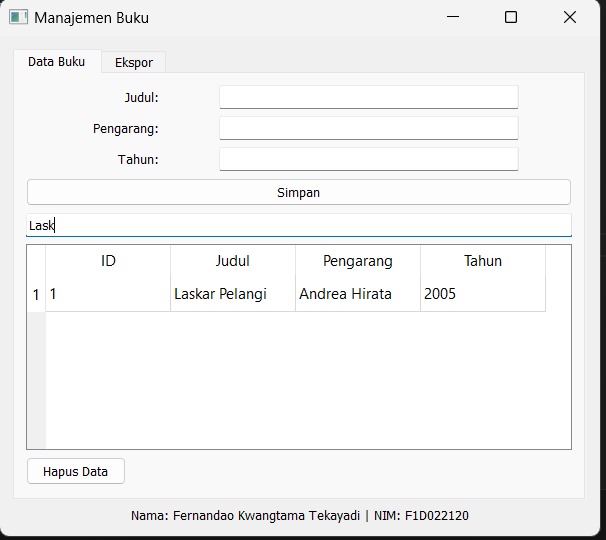 Manajemen Buku
Data Buku Ekspor
Judul:
Pengarang:
Tahun:
Simpan
Lask
ID Judul Pengarang Tahun
1 1 Laskar Pelangi Andrea Hirata 2005
Hapus Data
Nama: Fernandao Kwangtama Tekayadi | NIM: F1D022120